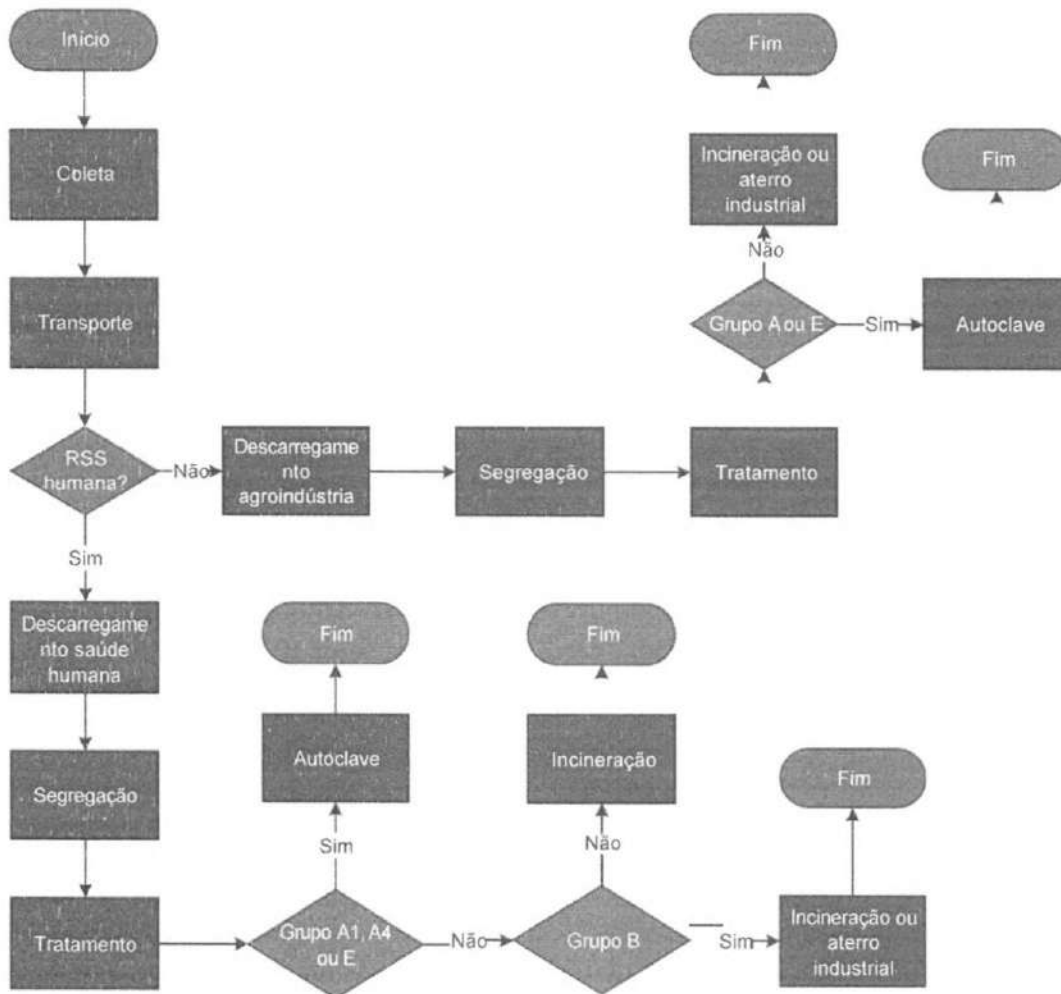 Início
Fim
Coleta
Incineração ou
aterro
industrial
Fim
Não
Transporte
Grupo A ou E
Sim
Autoclave
RSS
humana?
Não
Descarregame
nto
agroindústria
Segregação
Tratamento
Sim
Descarregame
nto saúde
humana
Fim
Fim
Segregação
Autoclave
Incineração
Fim
Sim
Não
Tratamento
Grupo A1, A4
ou E
Não
Grupo B
Sim
Incineração ou
aterro
industrial